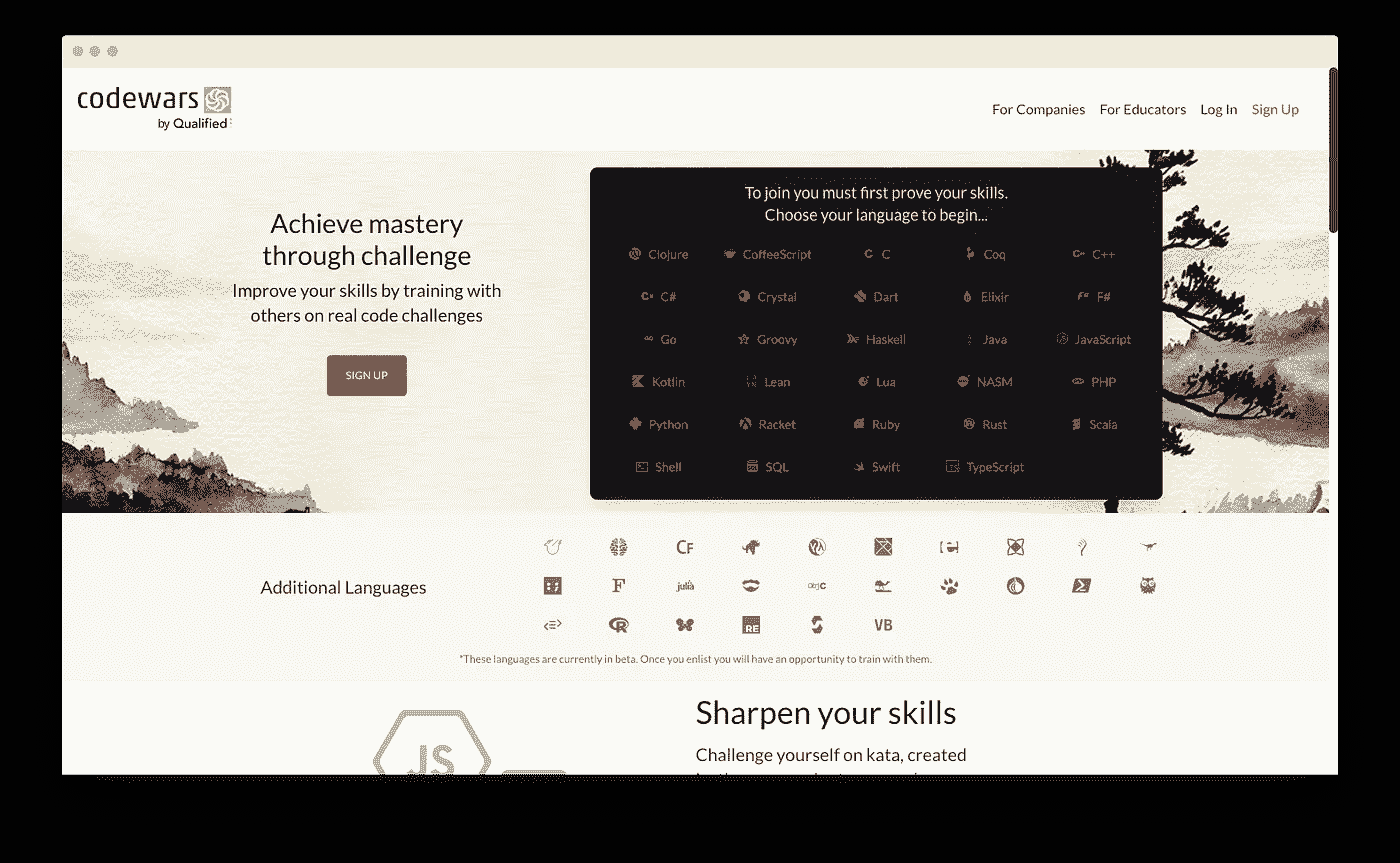 codewars
by Qualified
For Companies For Educators Log In Sign Up
Achieve mastery
through challenge
Improve your skills by training with
others on real code challenges
SIGN UP
To join you must first prove your skills.
Choose your language to begin...
Clojure CoffeeScript C Coq C++
C# Crystal Dart Elixir F#
Go Groovy Haskell Java JavaScript
Kotlin Lean Lua NASM PHP
Python Racket Ruby Rust Scala
Shell SQL Swift TypeScript
Additional Languages
CF
F julia ObjC
R RE VB
*These languages are currently in beta. Once you enlist you will have an opportunity to train with them.
JS
Sharpen your skills
Challenge yourself on kata, created